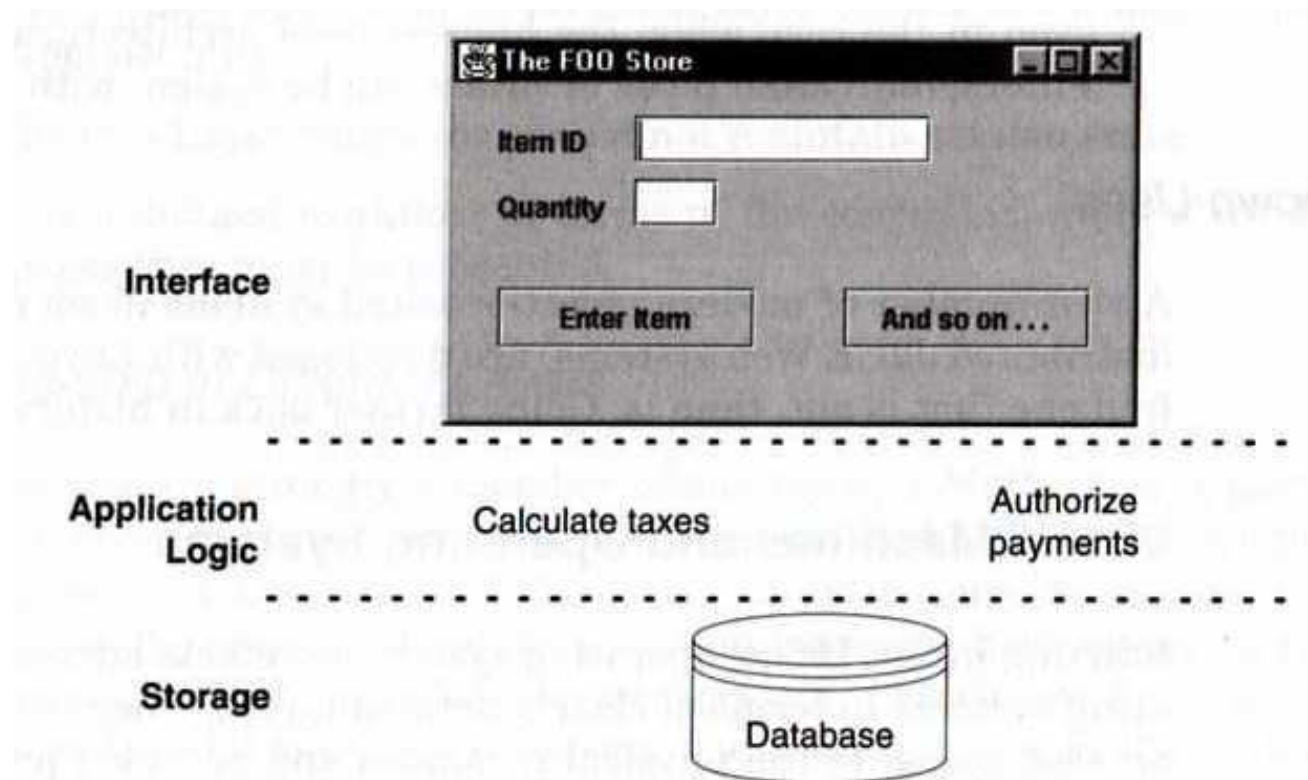 The FOO Store
Item ID
Quantity
Interface
Enter Item
And so on . . .
Application
Logic
Calculate taxes
Authorize
payments
Storage
Database